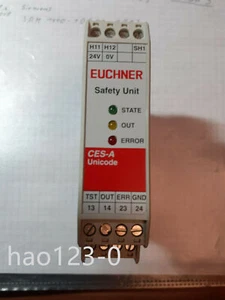 H11 H12 SH1
24V 0V
EUCHNER
Safety Unit
STATE
OUT
ERROR
CES-A
Unicode
TST OUT ERR GND
13 14 23 24
hao123-0